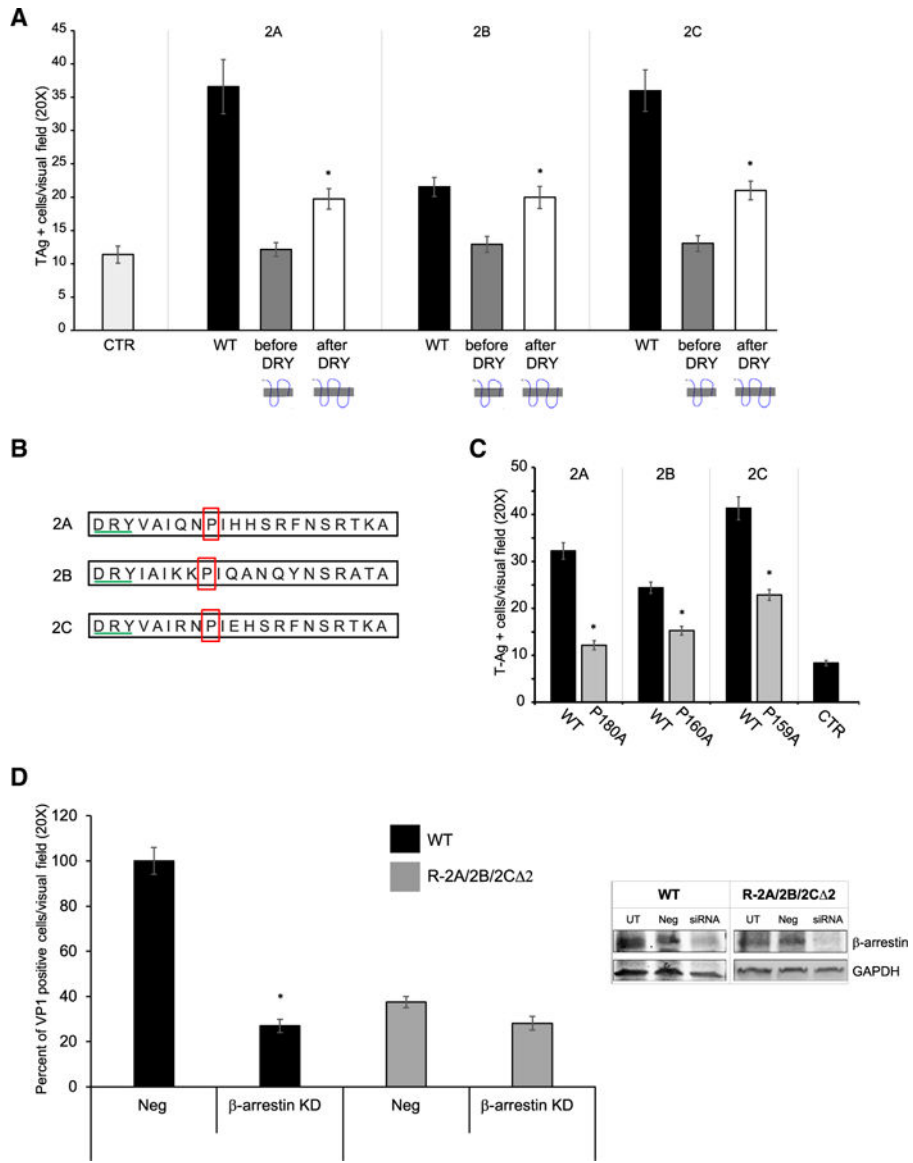 A
2A 2B 2C
TAg + cells/visual field (20X)
45
40
35
30
25
20
15
10
5
0
*
*
*
CTR WT before DRY after DRY WT before DRY after DRY WT before DRY after DRY
B
2A DRYVAIQNPIHHSRFNSRTKA
2B DRYIAIKKPIQANQYNSRATA
2C DRYVAIRNPIEHSRFNSRTKA
C
2A 2B 2C
T-Ag + cells/visual field (20X)
50
40
30
20
10
0
*
*
*
WT P180A WT P160A WT P159A CTR
D
Percent of VP1 positive cells/visual field (20X)
120
100
80
60
40
20
0
*
Neg β-arrestin KD Neg β-arrestin KD
WT
R-2A/2B/2CΔ2
WT R-2A/2B/2CΔ2
UT Neg siRNA UT Neg siRNA
β-arrestin
GAPDH